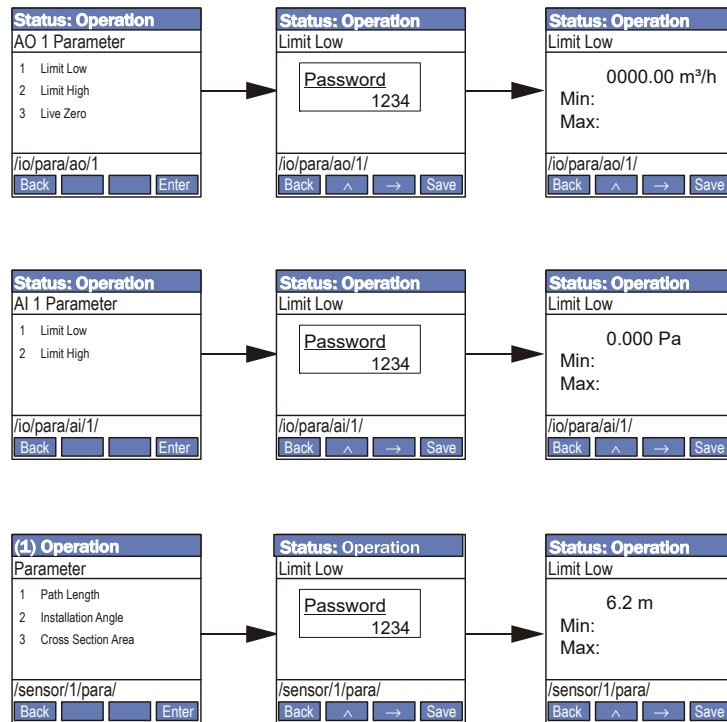 Status: Operation
AO 1 Parameter
1 Limit Low
2 Limit High
3 Live Zero
/io/para/ao/1
Back Enter
Status: Operation
Limit Low
Password
1234
/io/para/ao/1/
Back ^ → Save
Status: Operation
Limit Low
0000.00 m³/h
Min:
Max:
/io/para/ao/1/
Back ^ → Save
Status: Operation
AI 1 Parameter
1 Limit Low
2 Limit High
/io/para/ai/1/
Back Enter
Status: Operation
Limit Low
Password
1234
/io/para/ai/1/
Back ^ → Save
Status: Operation
Limit Low
0.000 Pa
Min:
Max:
/io/para/ai/1/
Back ^ → Save
(1) Operation
Parameter
1 Path Length
2 Installation Angle
3 Cross Section Area
/sensor/1/para/
Back Enter
Status: Operation
Limit Low
Password
1234
/sensor/1/para/
Back ^ → Save
Status: Operation
Limit Low
6.2 m
Min:
Max:
/sensor/1/para/
Back ^ → Save